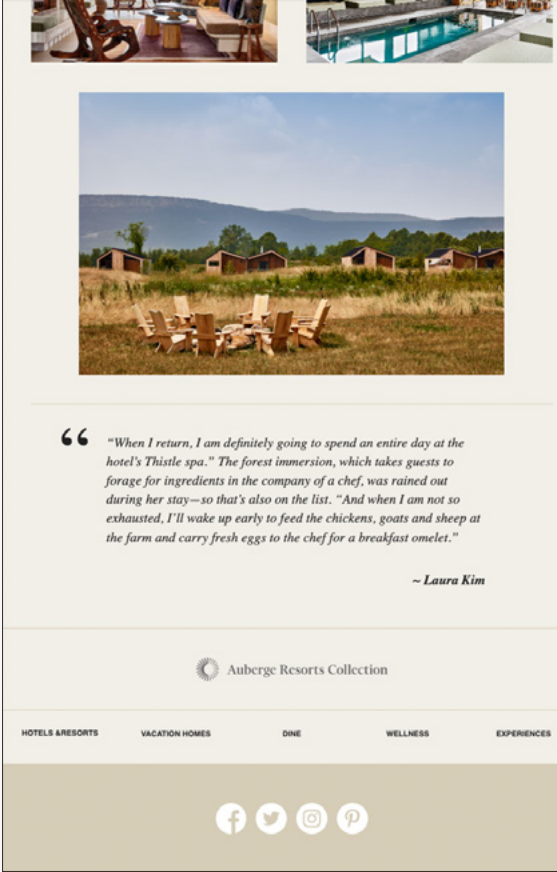 “When I return, I am definitely going to spend an entire day at the
hotel’s Thistle spa.” The forest immersion, which takes guests to
forage for ingredients in the company of a chef, was rained out
during her stay—so that’s also on the list. “And when I am not so
exhausted, I’ll wake up early to feed the chickens, goats and sheep at
the farm and carry fresh eggs to the chef for a breakfast omelet.”
~ Laura Kim
Auberge Resorts Collection
HOTELS &RESORTS VACATION HOMES DINE WELLNESS EXPERIENCES